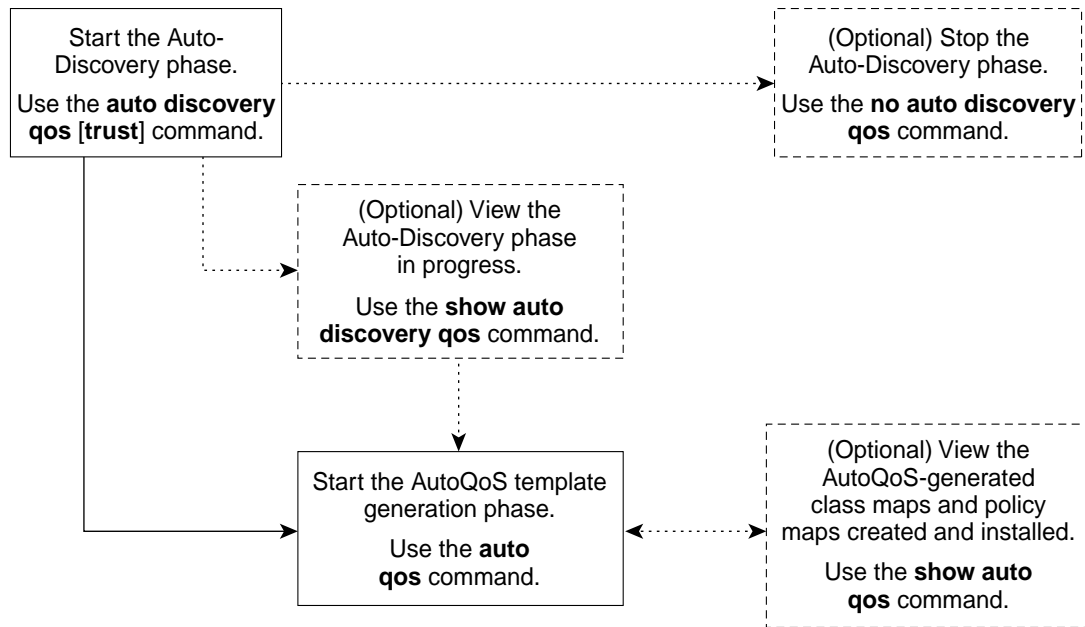 Start the Auto-
Discovery phase.
Use the auto discovery
qos [trust] command.
(Optional) Stop the
Auto-Discovery phase.
Use the no auto discovery
qos command.
(Optional) View the
Auto-Discovery phase
in progress.
Use the show auto
discovery qos command.
Start the AutoQoS template
generation phase.
Use the auto
qos command.
(Optional) View the
AutoQoS-generated
class maps and policy
maps created and installed.
Use the show auto
qos command.